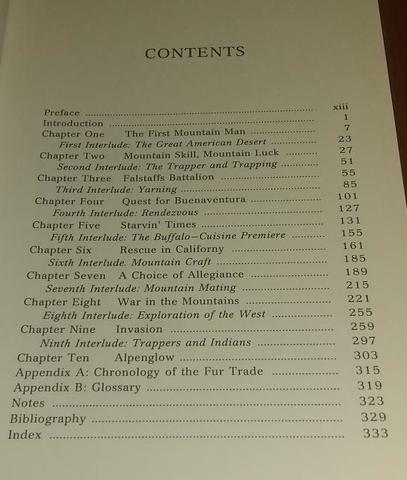 CONTENTS
Preface ........ xiii
Introduction ........ 1
Chapter One The First Mountain Man ........ 7
First Interlude: The Great American Desert ........ 23
Chapter Two Mountain Skill, Mountain Luck ........ 27
Second Interlude: The Trapper and Trapping ........ 51
Chapter Three Falstaffs Battalion ........ 55
Third Interlude: Yarning ........ 85
Chapter Four Quest for Buenaventura ........ 101
Fourth Interlude: Rendezvous ........ 127
Chapter Five Starvin' Times ........ 131
Fifth Interlude: The Buffalo—Cuisine Premiere ........ 155
Chapter Six Rescue in Californy ........ 161
Sixth Interlude. Mountain Craft ........ 185
Chapter Seven A Choice of Allegiance ........ 189
Seventh Interlude: Mountain Mating ........ 215
Chapter Eight War in the Mountains ........ 221
Eighth Interlude: Exploration of the West ........ 255
Chapter Nine Invasion ........ 259
Ninth Interlude: Trappers and Indians ........ 297
Chapter Ten Alpenglow ........ 303
Appendix A: Chronology of the Fur Trade ........ 315
Appendix B: Glossary ........ 319
Notes ........ 323
Bibliography ........ 329
Index ........ 333